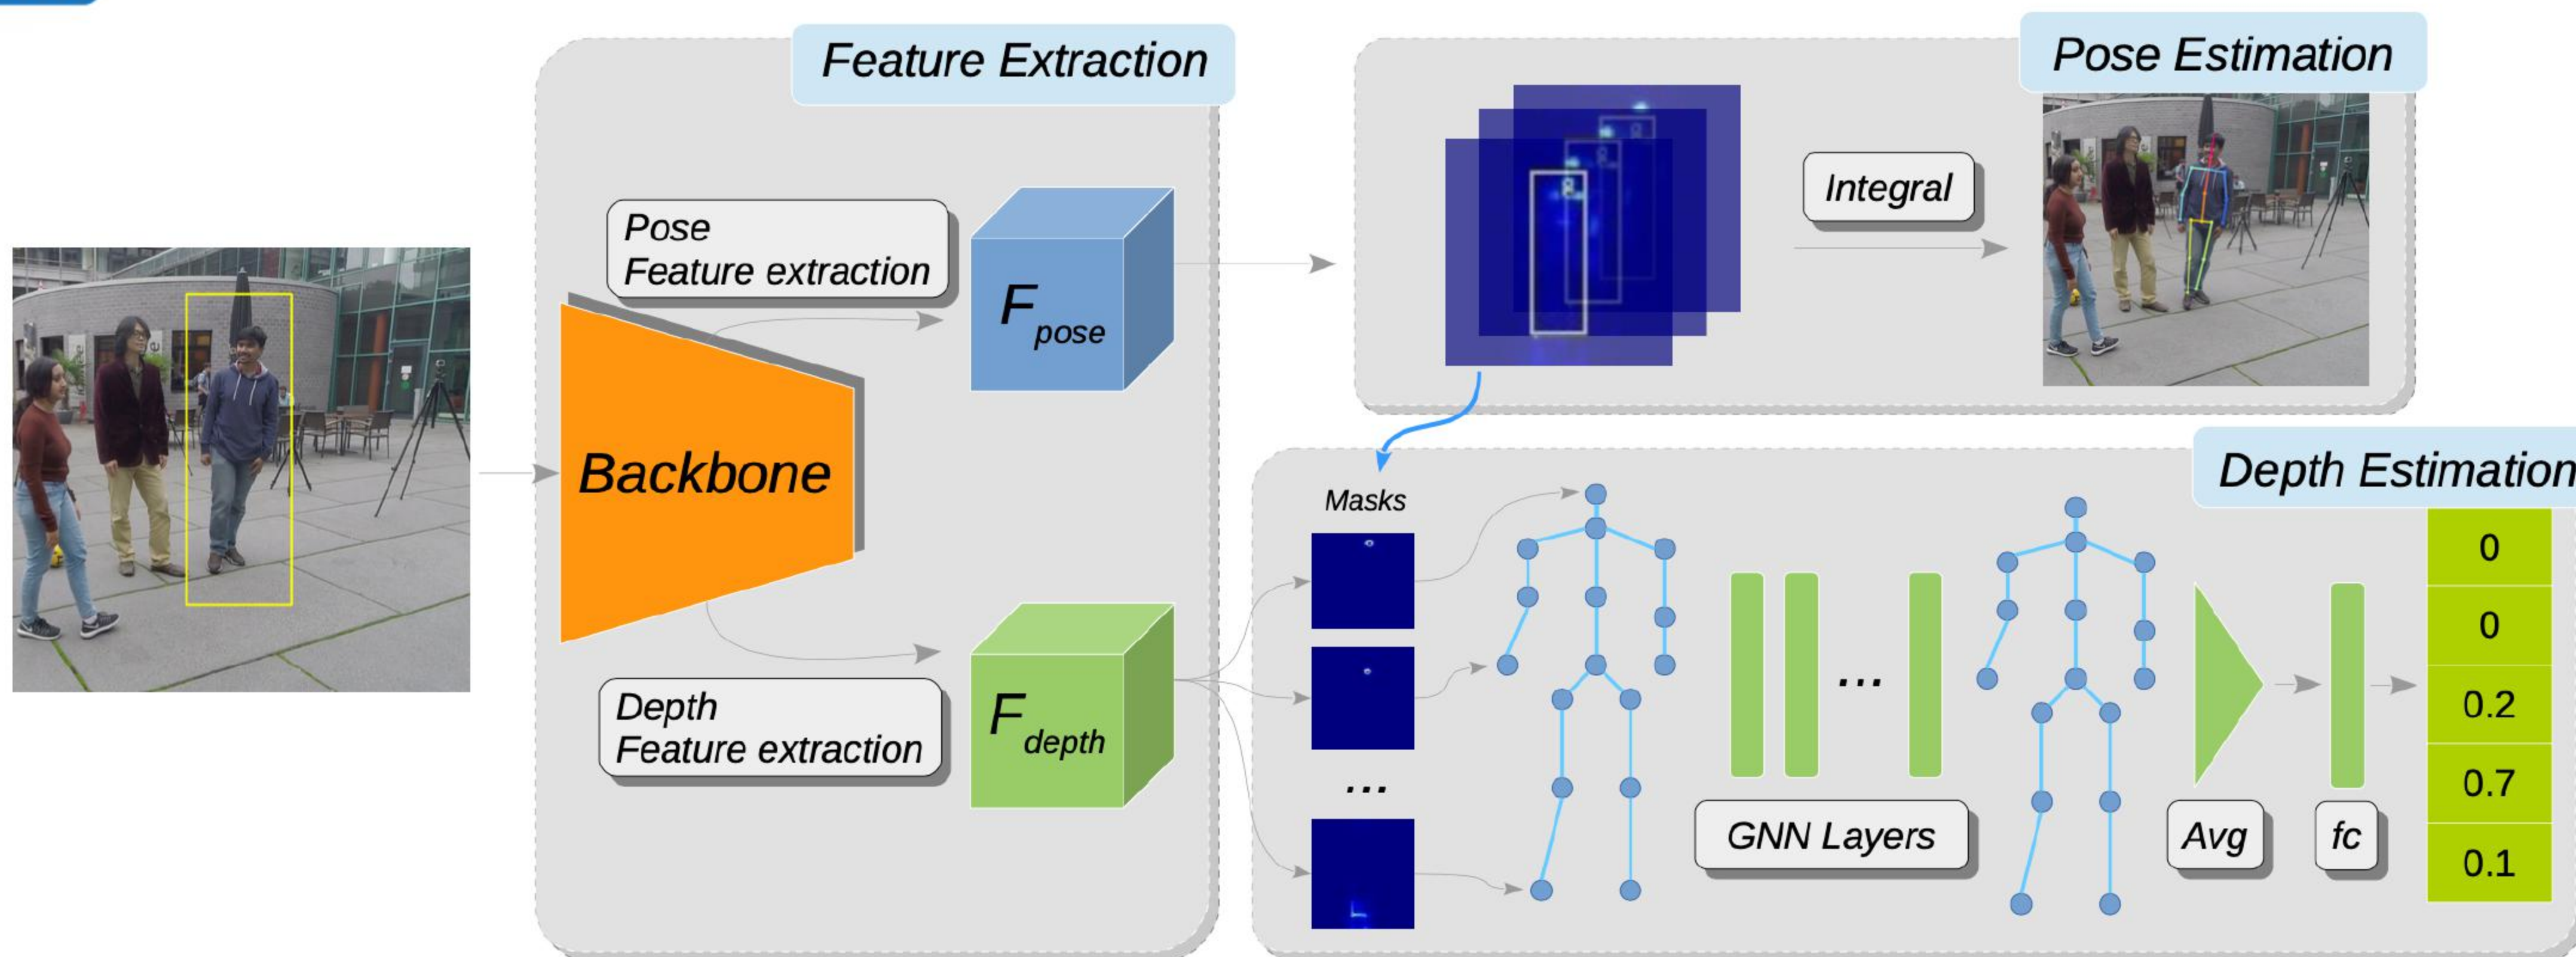 Feature Extraction
Pose
Feature extraction
F pose
Backbone
Depth
Feature extraction
F depth
Pose Estimation
Integral
Depth Estimation
Masks
...
...
GNN Layers
Avg
fc
0
0
0.2
0.7
0.1